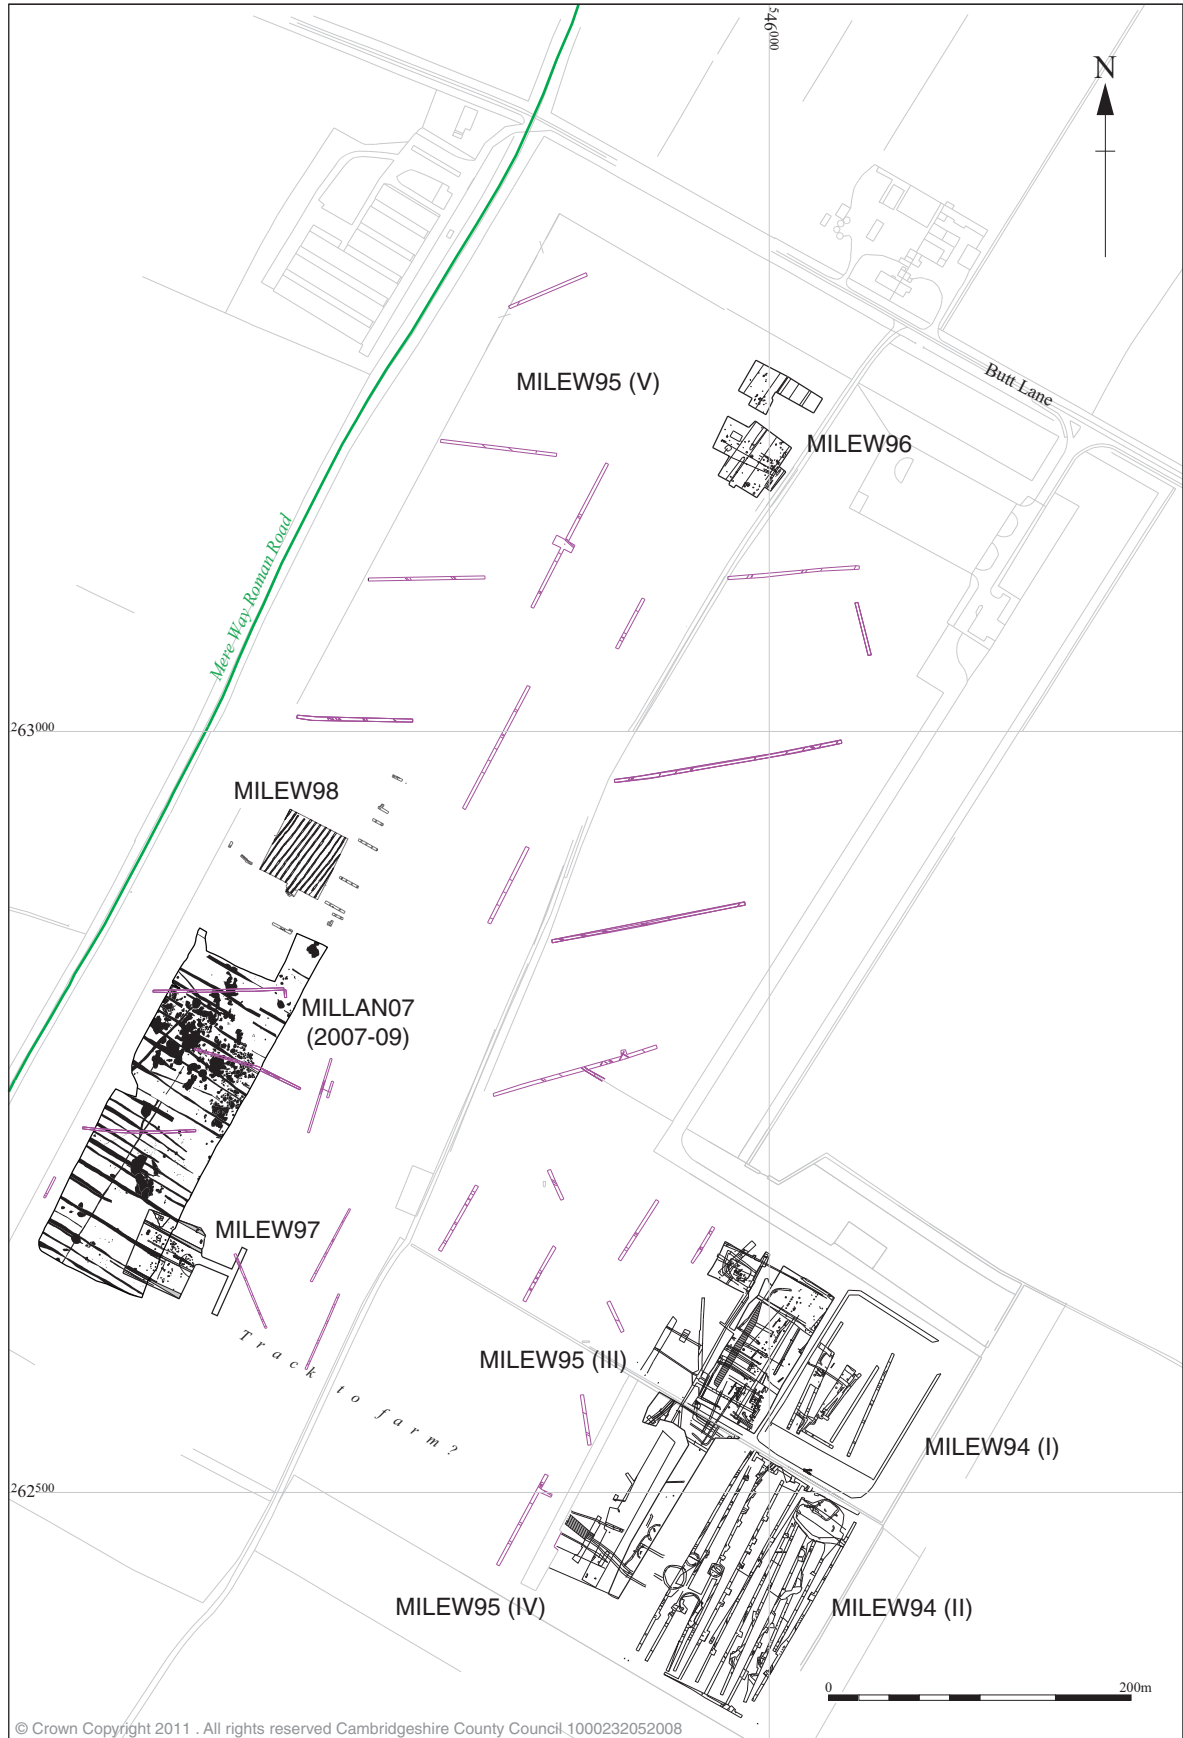 546000
N
MILEW95 (V)
Butt Lane
MILEW96
Mere Way Roman Road
263000
MILEW98
MILLAN07
(2007-09)
MILEW97
Track to farm?
MILEW95 (III)
MILEW94 (I)
262500
MILEW95 (IV)
MILEW94 (II)
0 200m
© Crown Copyright 2011 . All rights reserved Cambridgeshire County Council 1000232052008